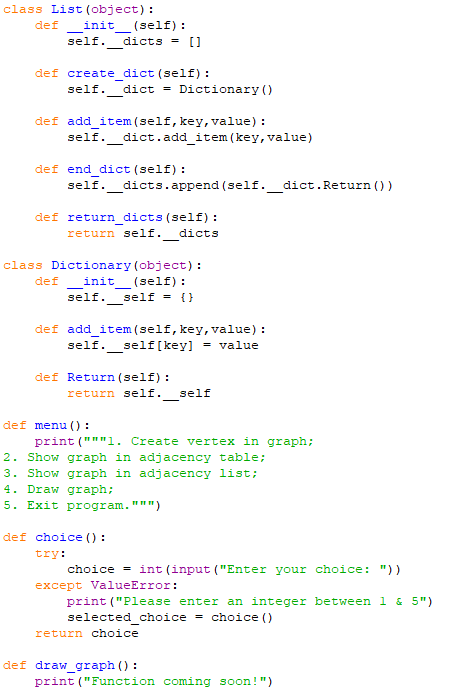 class List(object):
    def __init__(self):
        self.__dicts = []

    def create_dict(self):
        self.__dict = Dictionary()

    def add_item(self,key,value):
        self.__dict.add_item(key,value)

    def end_dict(self):
        self.__dicts.append(self.__dict.Return())

    def return_dicts(self):
        return self.__dicts

class Dictionary(object):
    def __init__(self):
        self.__self = {}

    def add_item(self,key,value):
        self.__self[key] = value

    def Return(self):
        return self.__self

def menu():
    print("""1. Create vertex in graph;
2. Show graph in adjacency table;
3. Show graph in adjacency list;
4. Draw graph;
5. Exit program.""")

def choice():
    try:
        choice = int(input("Enter your choice: "))
    except ValueError:
        print("Please enter an integer between 1 & 5")
        selected_choice = choice()
    return choice

def draw_graph():
    print("Function coming soon!")